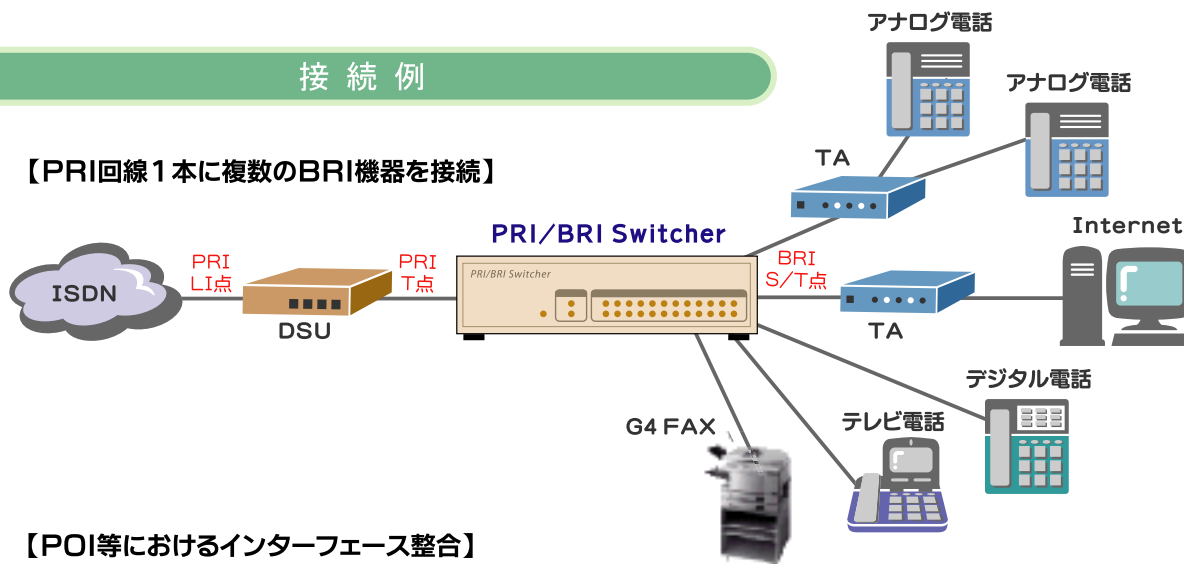 接続例
アナログ電話
アナログ電話
【PRI回線1本に複数のBRI機器を接続】
TA
PRI/BRI Switcher
Internet
PRI
LI点
PRI
T点
PRI/BRI Switcher
BRI
S/T点
ISDN
DSU
TA
デジタル電話
テレビ電話
G4 FAX
【POI等におけるインターフェース整合】